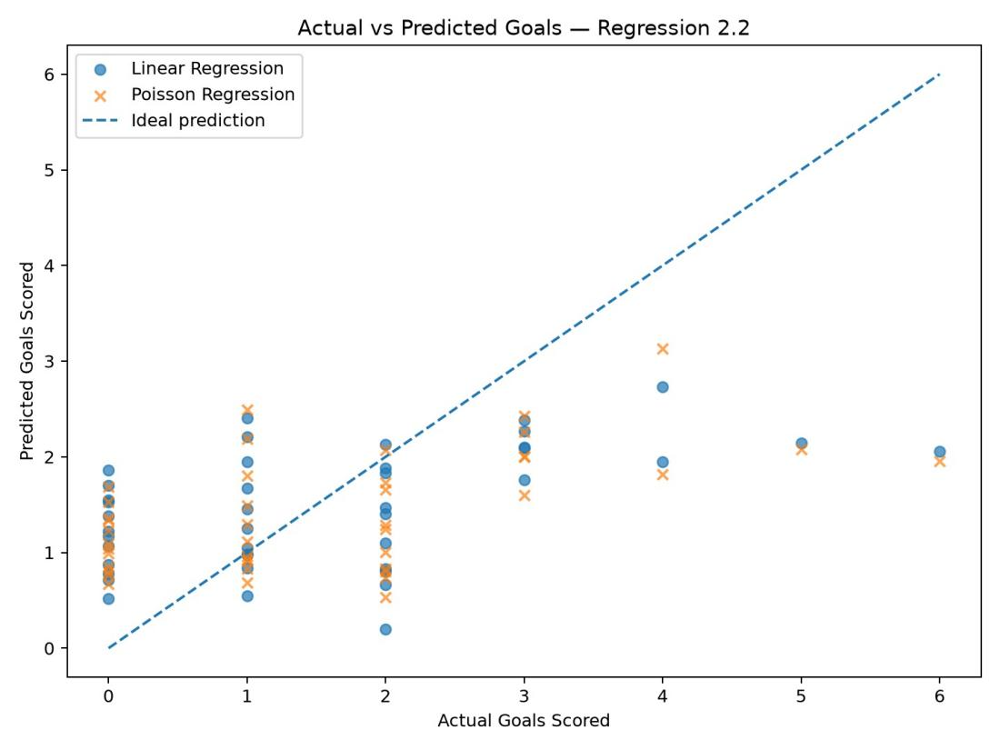 Actual vs Predicted Goals — Regression 2.2
Linear Regression
Poisson Regression
Ideal prediction
Predicted Goals Scored
6
5
4
3
2
1
0
0 1 2 3 4 5 6
Actual Goals Scored